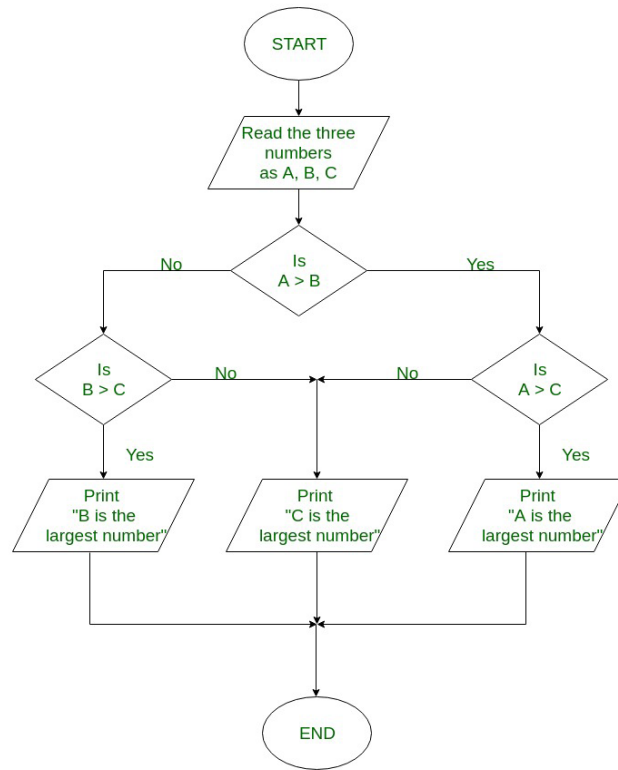 START
Read the three
numbers
as A, B, C
Is
A > B
No
Yes
Is
B > C
No
No
Is
A > C
Yes
Yes
Print
"B is the
largest number"
Print
"C is the
largest number"
Print
"A is the
largest number"
END